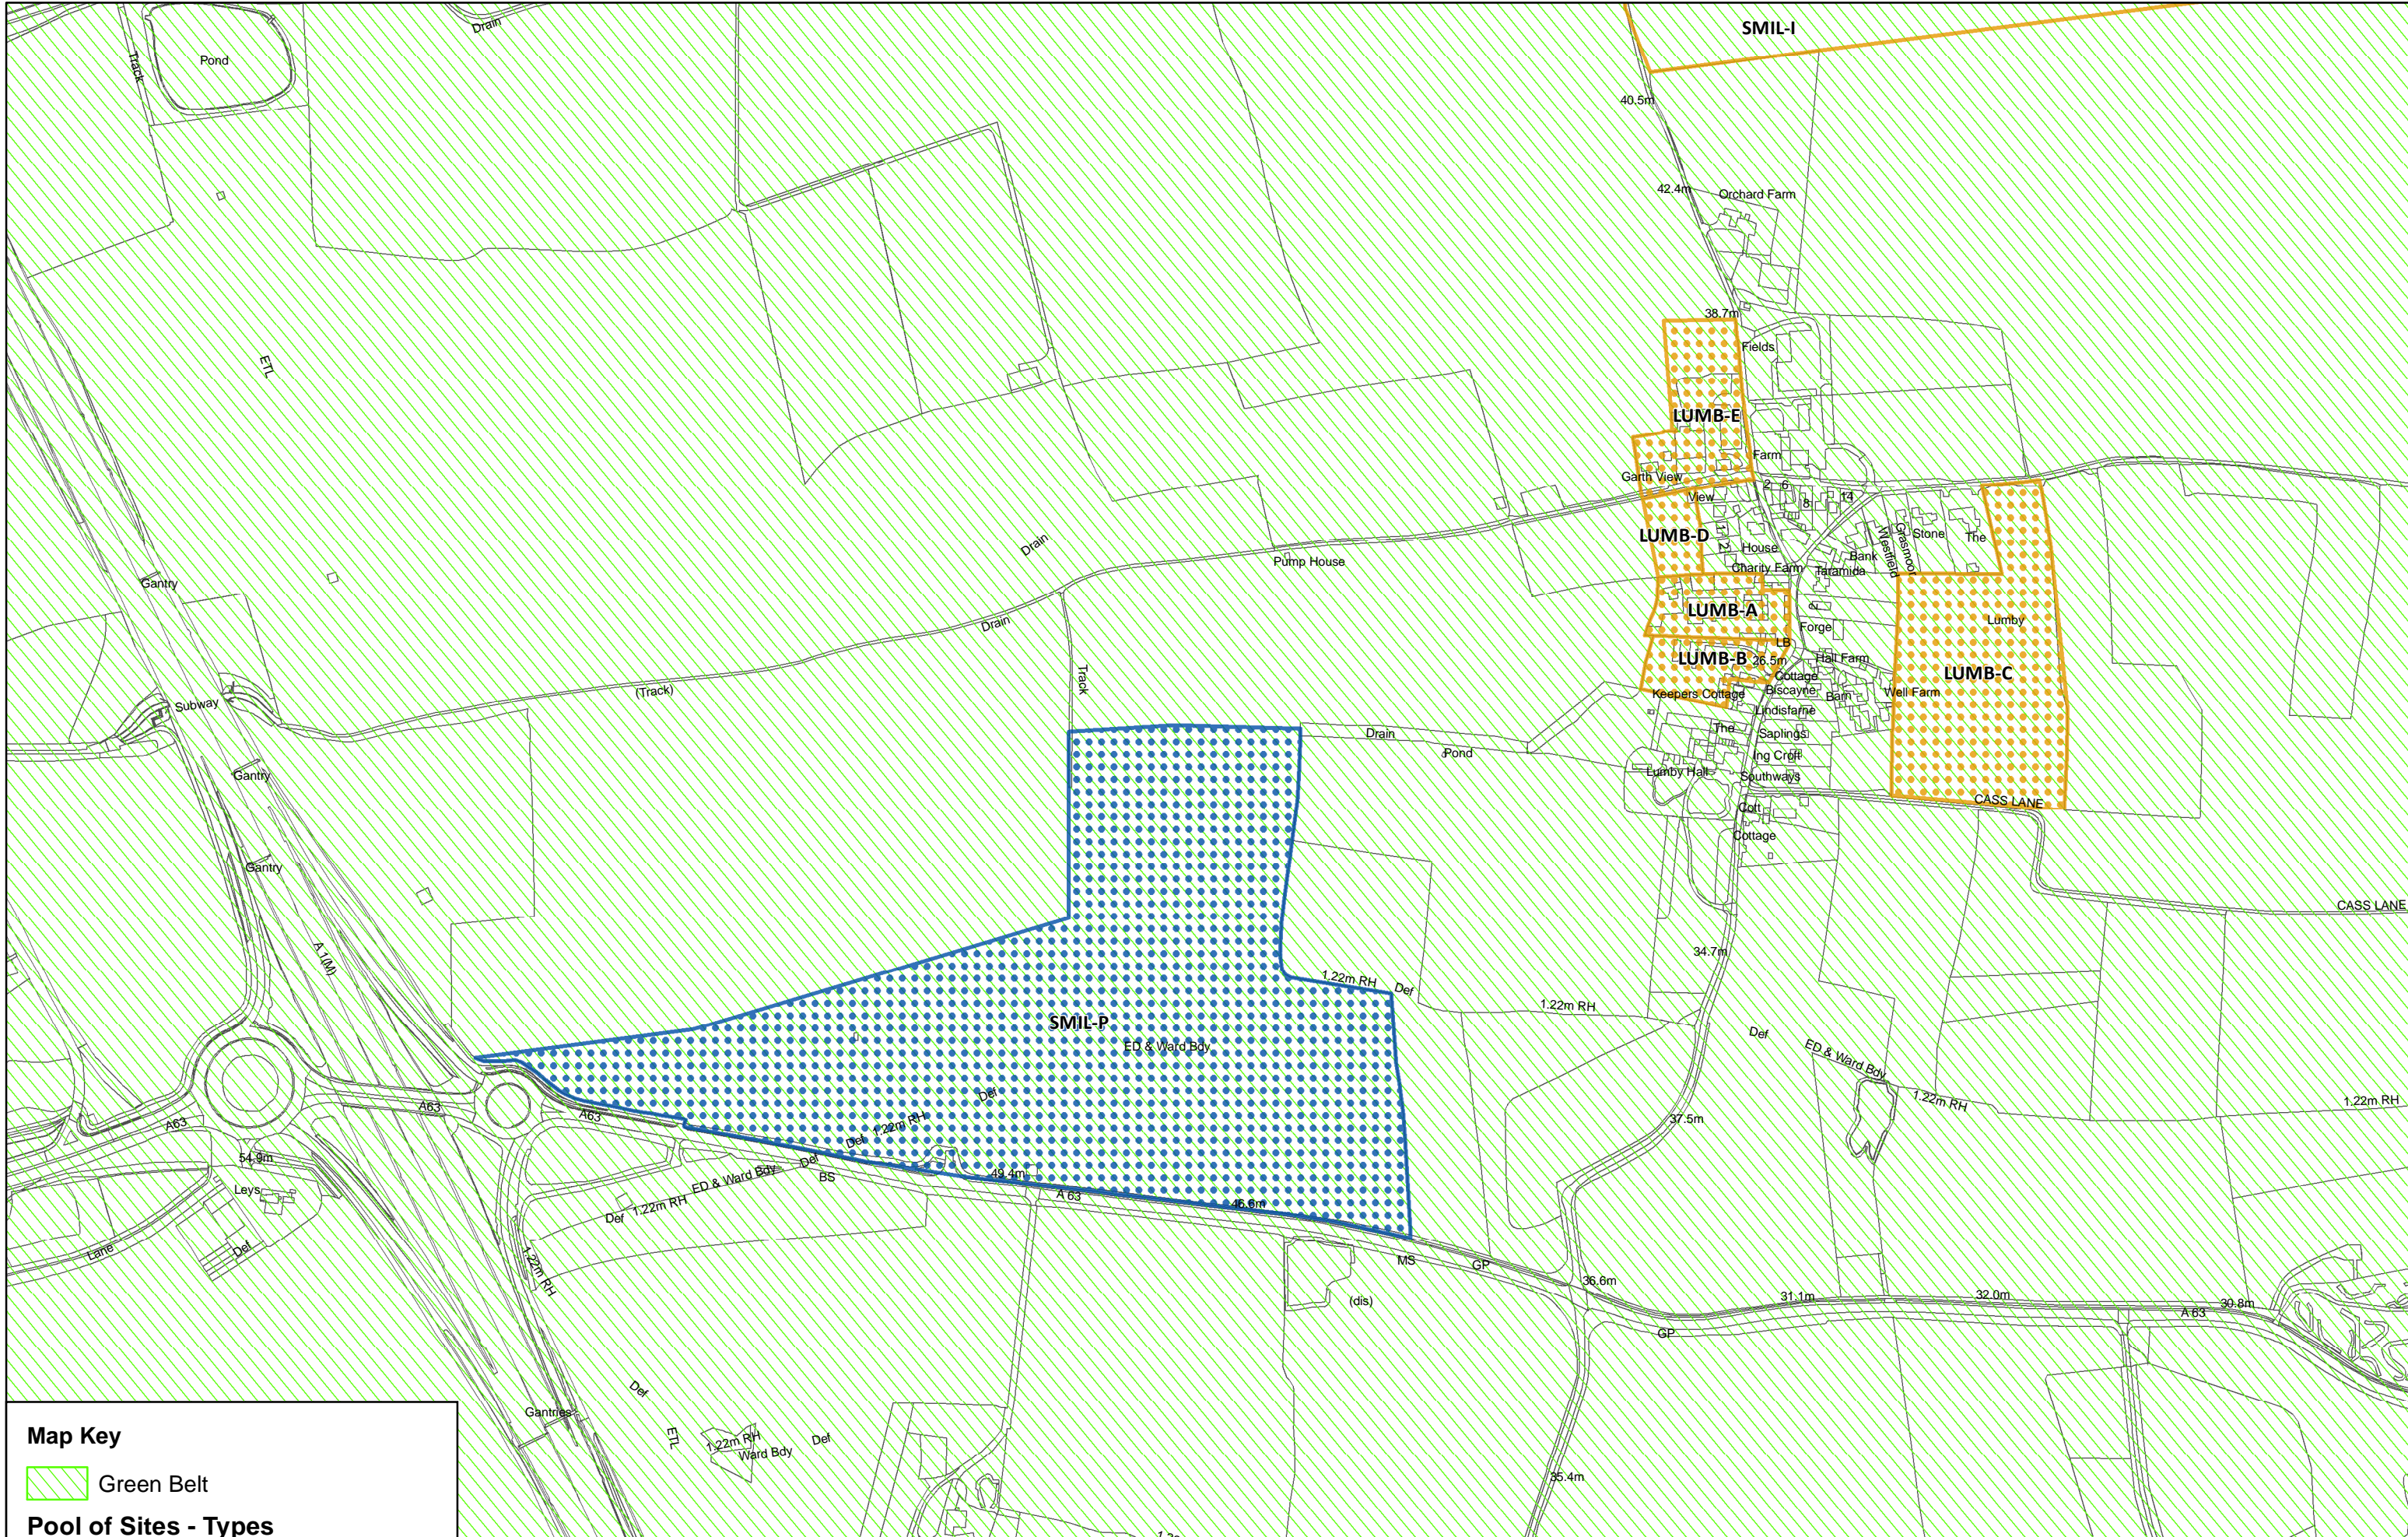 Drain
SMIL-I
Track
Pond
40.5m
42.4m
Orchard Farm
38.7m
Fields
ETL
LUMB-E
Farm
Garth View
View
2
6
8
14
LUMB-D
1
2
House
Bank
Westfield
Grasmoor
Stone
The
Drain
Pump House
Charity Farm
Taramida
Gantry
LUMB-A
2
Forge
Lumby
Drain
LB
LUMB-B
26.5m
Hall Farm
LUMB-C
Cottage
Track
(Track)
Keepers Cottage
Biscayne
Barn
Well Farm
Subway
Lindisfarne
The
Saplings
Drain
Pond
Ing Croft
Gantry
Lumby Hall
Southways
CASS LANE
Cott
Cottage
Gantry
CASS LANE
A1(M)
34.7m
1.22m RH
Def
1.22m RH
SMIL-P
ED & Ward Bdy
Def
ED & Ward Bdy
Def
1.22m RH
1.22m RH
A63
A63
A63
1.22m RH
Def
37.5m
54.9m
Def
BS
49.4m
ED & Ward Bdy
Leys
A 63
46.6m
1.22m RH
Def
Lane
Def
1.22m RH
MS
GP
36.6m
(dis)
31.1m
32.0m
A 63
30.8m
GP
Def
Gantries
ETL
1.22m RH
Ward Bdy
Def
35.4m
Map Key
Green Belt
Pool of Sites - Types